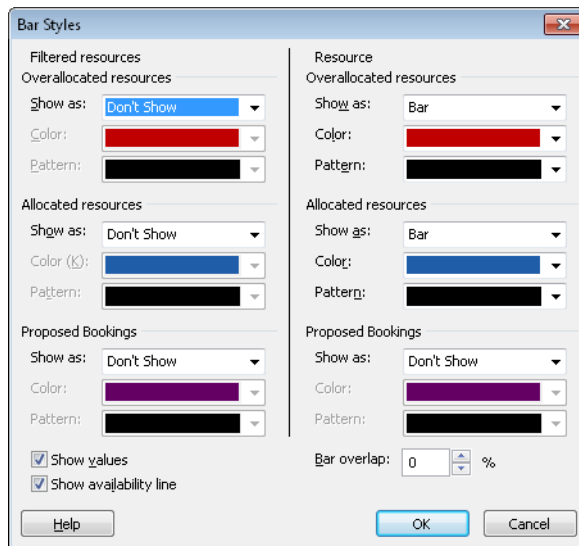 Bar Styles
Filtered resources
Overallocated resources
Show as: Don't Show
Color:
Pattern:
Allocated resources
Show as: Don't Show
Color (K):
Pattern:
Proposed Bookings
Show as: Don't Show
Color:
Pattern:
Show values
Show availability line
Resource
Overallocated resources
Show as: Bar
Color:
Pattern:
Allocated resources
Show as: Bar
Color:
Pattern:
Proposed Bookings
Show as: Don't Show
Color:
Pattern:
Bar overlap: 0 %
Help
OK
Cancel